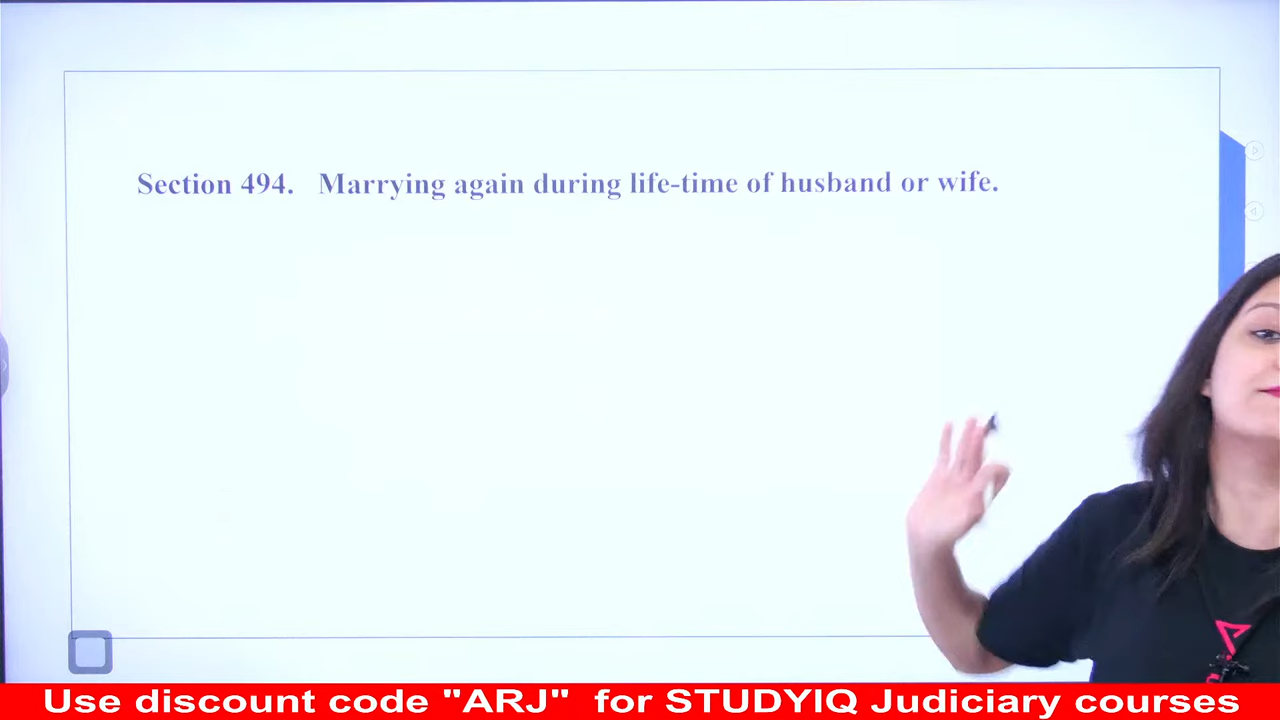 Section 494. Marrying again during life-time of husband or wife.
Use discount code "ARJ" for STUDYIQ Judiciary courses